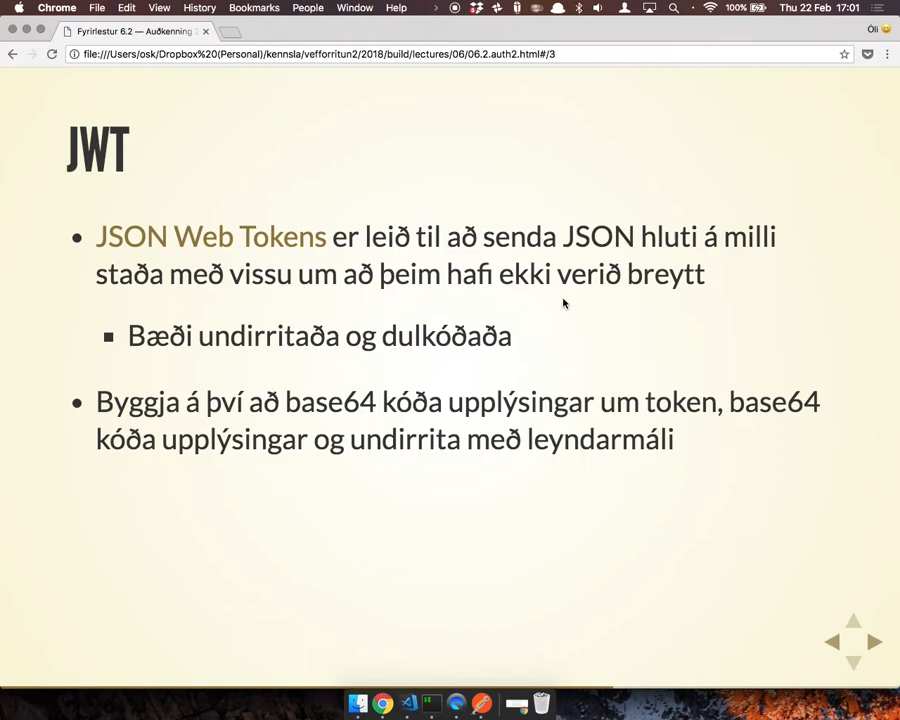 Chrome File Edit View History Bookmarks People Window Help 100% Thu 22 Feb 17:01
Fyrirlestur 6.2 — Auðkenning Óli
file:///Users/osk/Dropbox%20(Personal)/kennsla/vefforritun2/2018/build/lectures/06/06.2.auth2.html#/3
JWT
JSON Web Tokens er leið til að senda JSON hluti á milli
staða með vissu um að þeim hafi ekki verið breytt
Bæði undirritaða og dulkóðaða
Byggja á því að base64 kóða upplýsingar um token, base64
kóða upplýsingar og undirrita með leyndarmáli